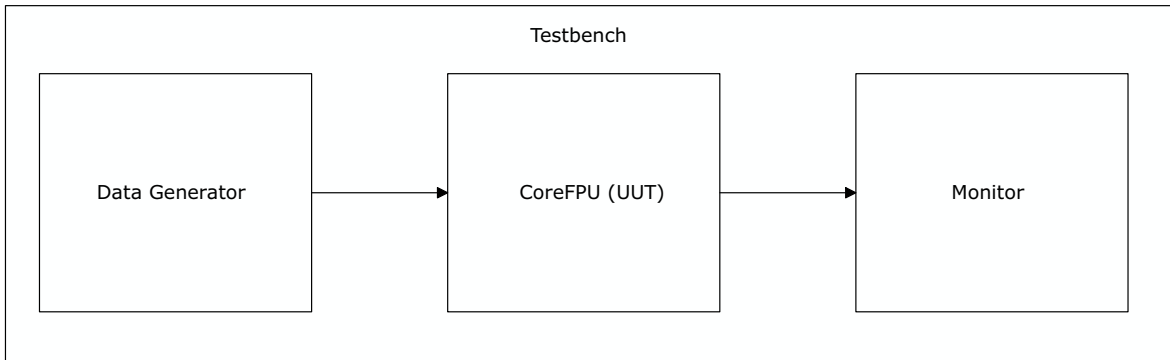 Testbench
Data Generator
CoreFPU (UUT)
Monitor